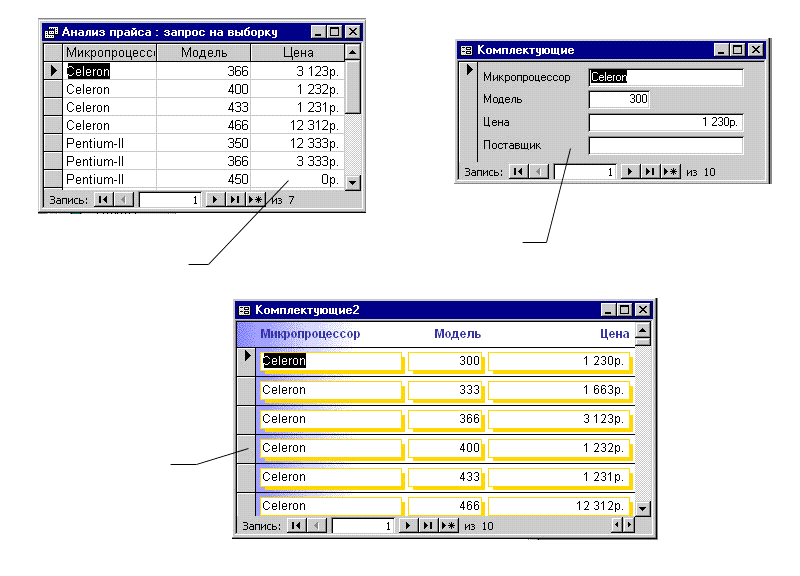 Анализ прайса : запрос на выборку
Микропроцессо Модель Цена
Celeron 366 3 123р.
Celeron 400 1 232р.
Celeron 433 1 231р.
Celeron 466 12 312р.
Pentium-II 350 12 333р.
Pentium-II 366 3 333р.
Pentium-II 450 0р.
Запись: 1 из 7
Комплектующие
Микропроцессор Celeron
Модель 300
Цена 1 230р.
Поставщик
Запись: 1 из 10
Комплектующие2
Микропроцессор Модель Цена
Celeron 300 1 230р.
Celeron 333 1 663р.
Celeron 366 3 123р.
Celeron 400 1 232р.
Celeron 433 1 231р.
Celeron 466 12 312р.
Запись: 1 из 10